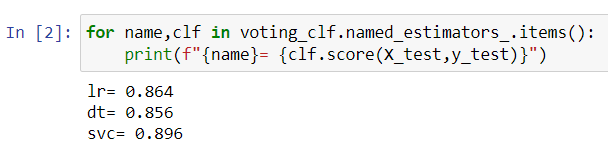 In [2]: for name,clf in voting_clf.named_estimators_.items():
print(f"{name}= {clf.score(X_test,y_test)}")
lr= 0.864
dt= 0.856
svc= 0.896